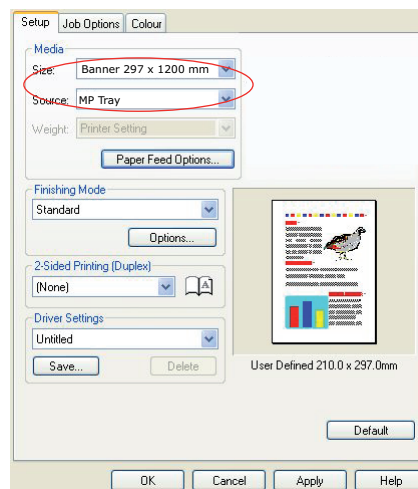 Setup Job Options Colour
Media
Size: Banner 297 x 1200 mm
Source: MP Tray
Weight: Printer Setting
Paper Feed Options...
Finishing Mode
Standard
Options...
2-Sided Printing (Duplex)
(None)
A
Driver Settings
Untitled
Save... Delete
User Defined 210.0 x 297.0mm
Default
OK Cancel Apply Help